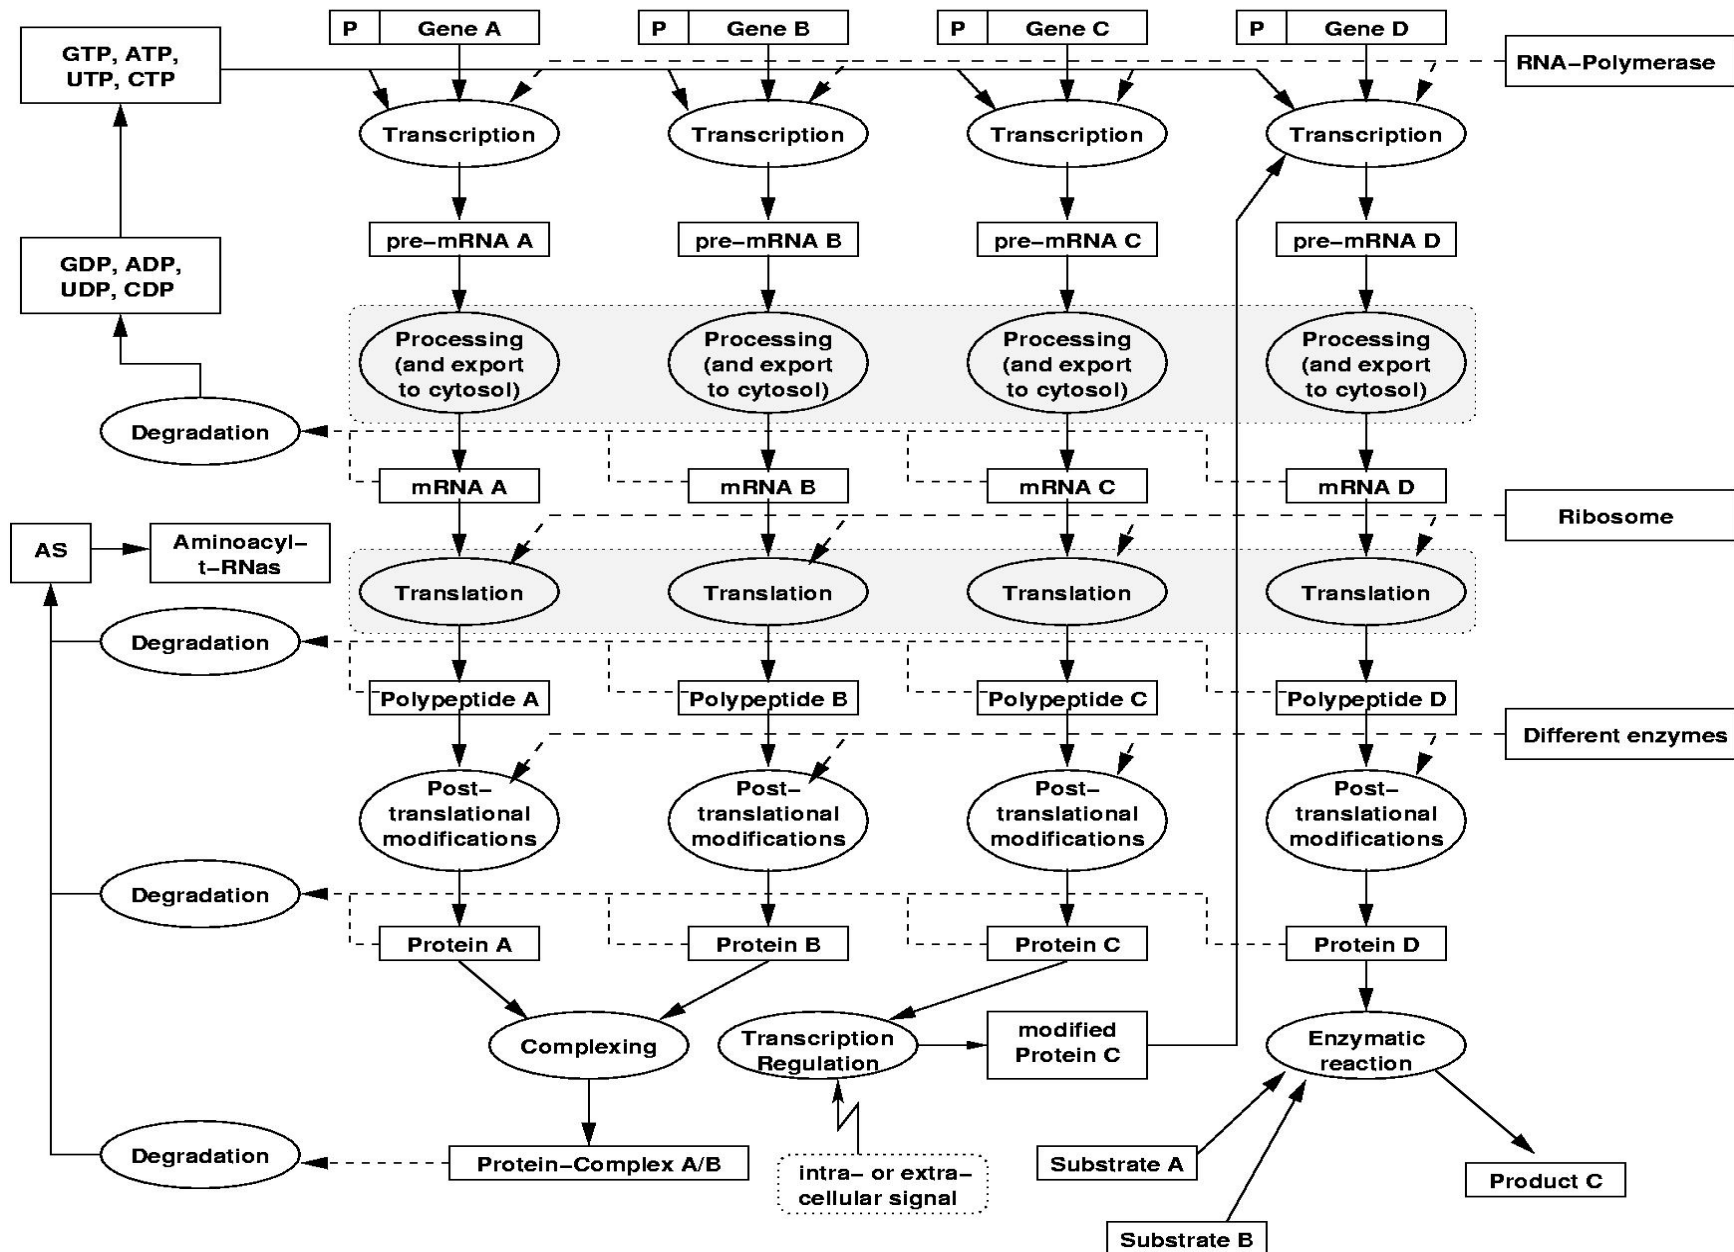 P Gene A P Gene B P Gene C P Gene D
GTP, ATP,
UTP, CTP
RNA-Polymerase
Transcription Transcription Transcription Transcription
pre-mRNA A pre-mRNA B pre-mRNA C pre-mRNA D
GDP, ADP,
UDP, CDP
Processing Processing Processing Processing
(and export (and export (and export (and export
to cytosol) to cytosol) to cytosol) to cytosol)
Degradation
mRNA A mRNA B mRNA C mRNA D
Ribosome
AS
Aminoacyl-
t-RNas
Translation Translation Translation Translation
Degradation
Polypeptide A Polypeptide B Polypeptide C Polypeptide D
Different enzymes
Post- Post- Post- Post-
translational translational translational translational
modifications modifications modifications modifications
Degradation
Protein A Protein B Protein C Protein D
Complexing
Transcription
Regulation
modified
Protein C
Enzymatic
reaction
Degradation
Protein-Complex A/B
intra- or extra-
cellular signal
Substrate A
Product C
Substrate B